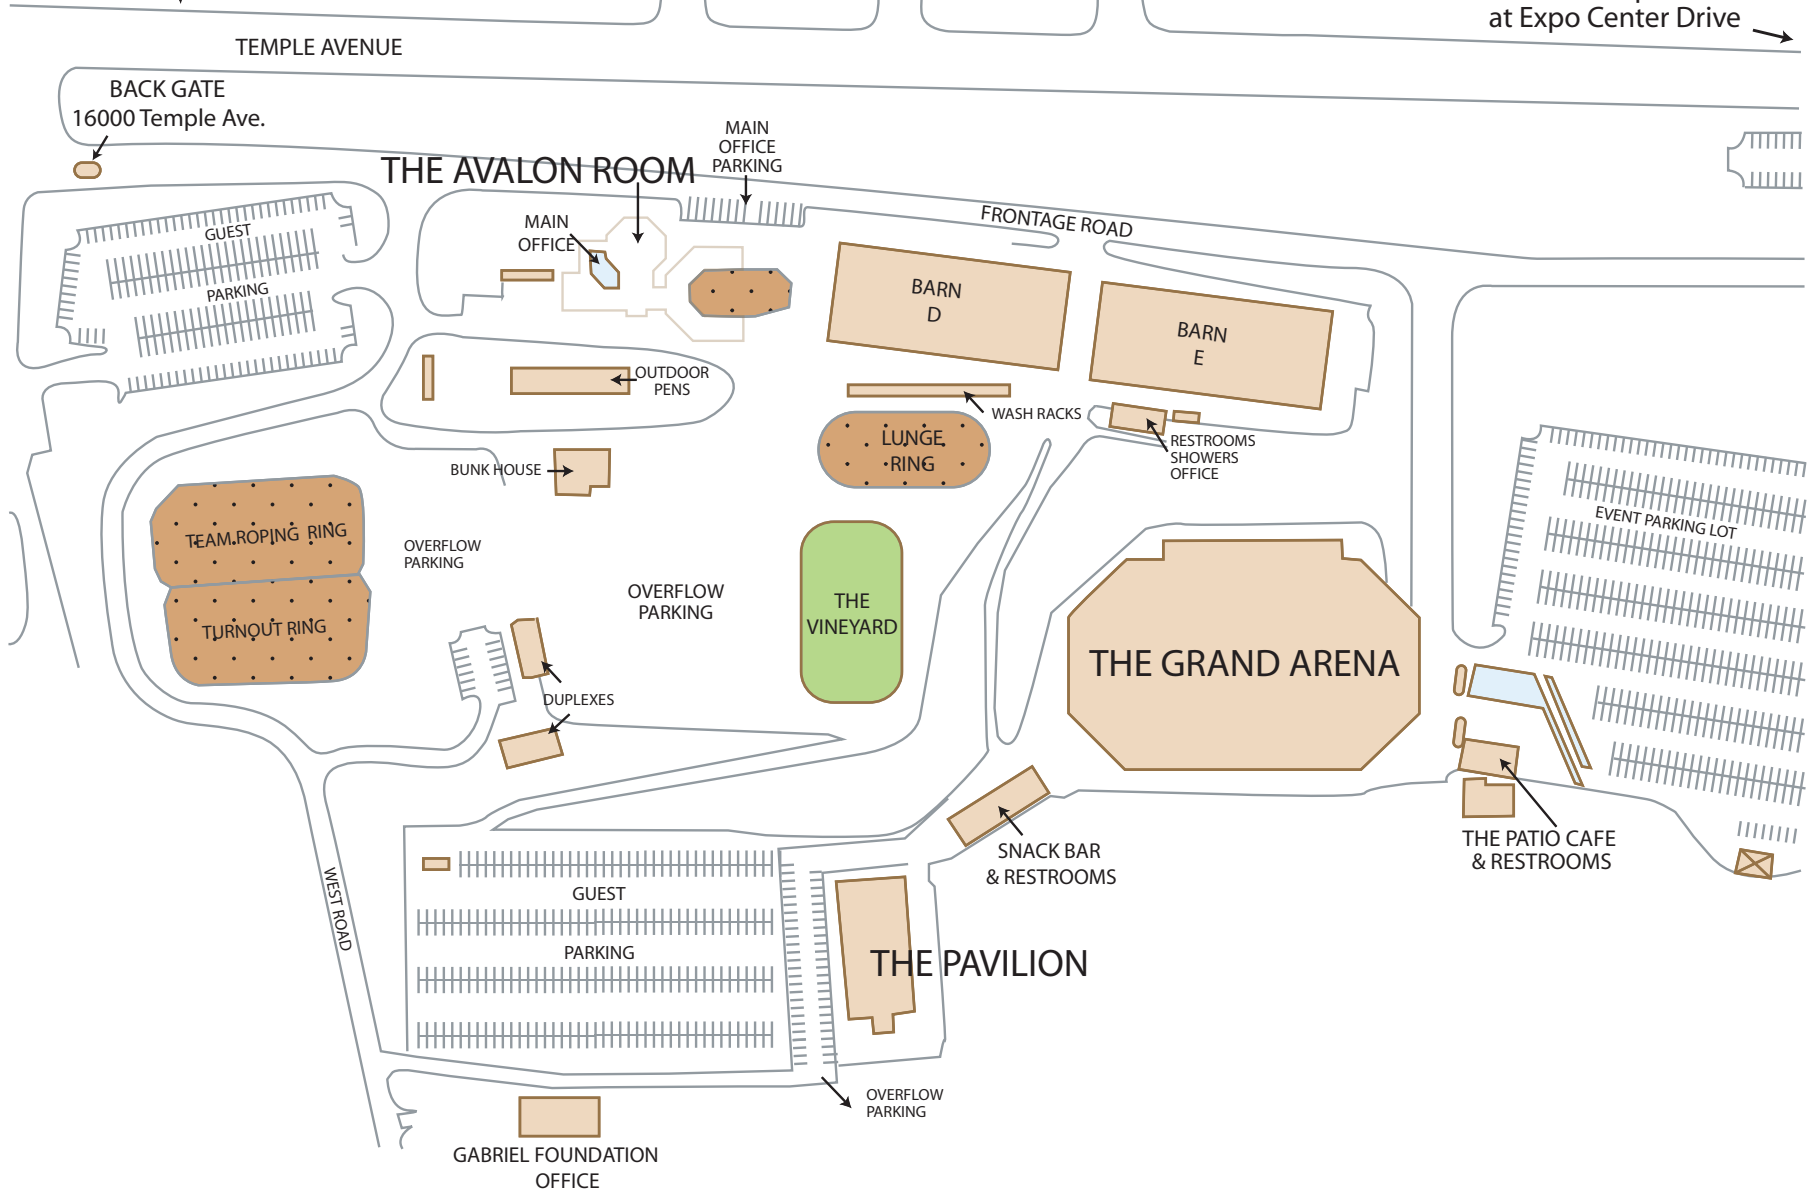 at Expo Center Drive
TEMPLE AVENUE
BACK GATE
16000 Temple Ave.
MAIN
OFFICE
PARKING
THE AVALON ROOM
MAIN
OFFICE
FRONTAGE ROAD
GUEST
PARKING
BARN
D
BARN
E
OUTDOOR
PENS
WASH RACKS
LUNGE
RING
RESTROOMS
SHOWERS
OFFICE
BUNK HOUSE
EVENT PARKING LOT
TEAM ROPING RING
OVERFLOW
PARKING
OVERFLOW
PARKING
THE
VINEYARD
TURNOUT RING
THE GRAND ARENA
DUPLEXES
THE PATIO CAFE
& RESTROOMS
SNACK BAR
& RESTROOMS
WEST ROAD
GUEST
PARKING
THE PAVILION
OVERFLOW
PARKING
GABRIEL FOUNDATION
OFFICE